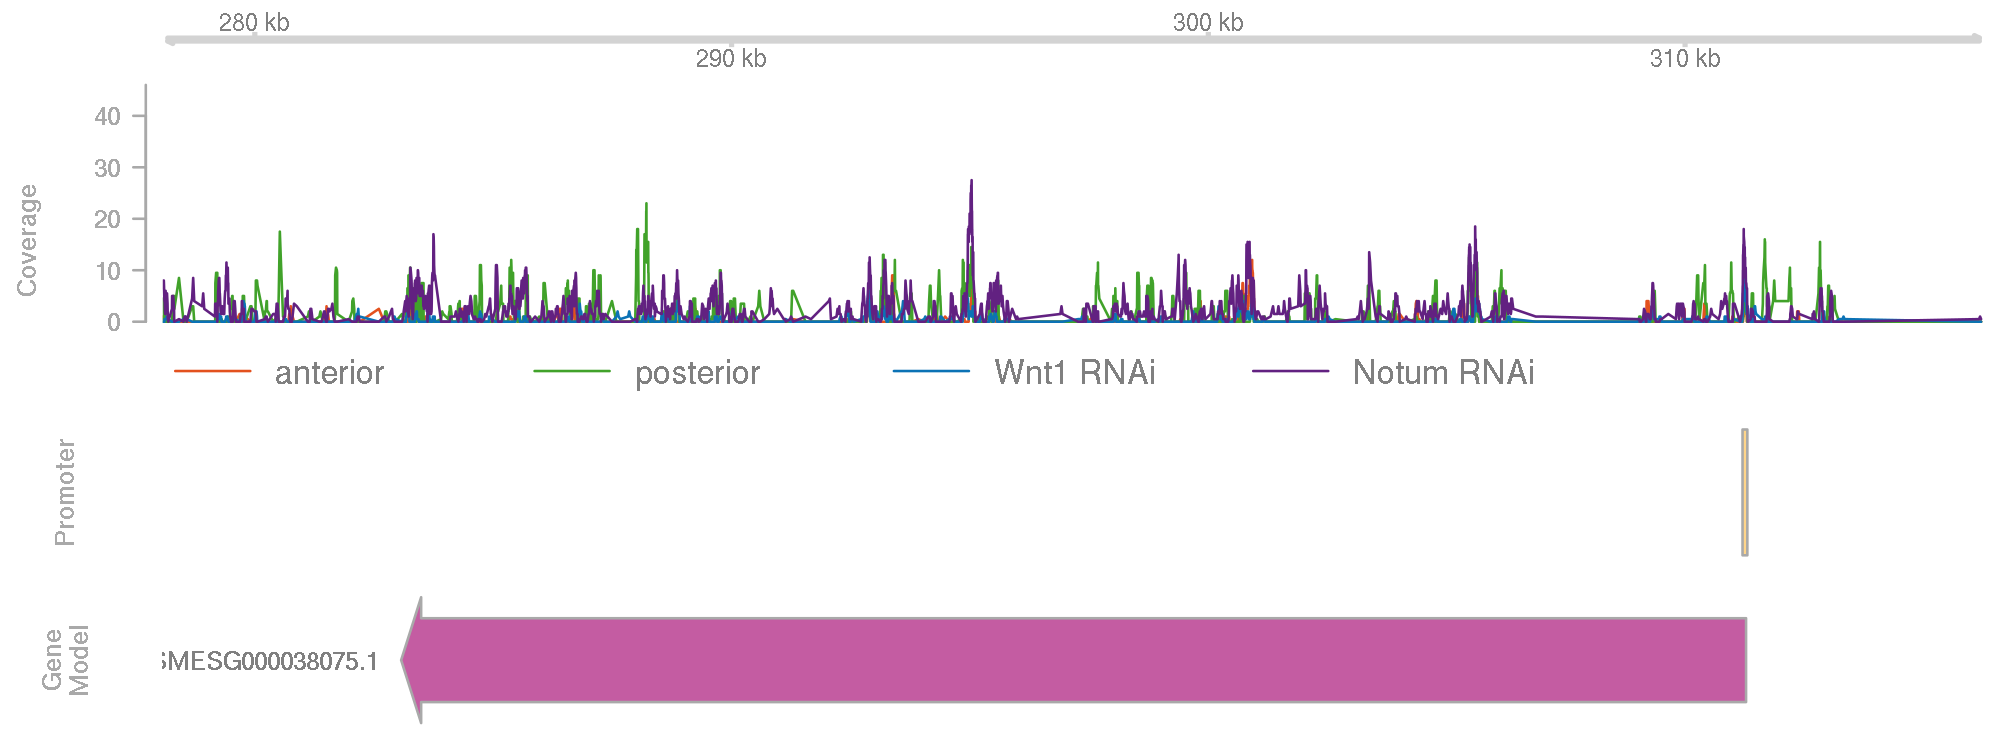 280 kb
300 kb
290 kb
310 kb
Coverage
40
30
20
10
0
anterior posterior Wnt1 RNAi Notum RNAi
Promoter
Gene
Model
SMESG000038075.1